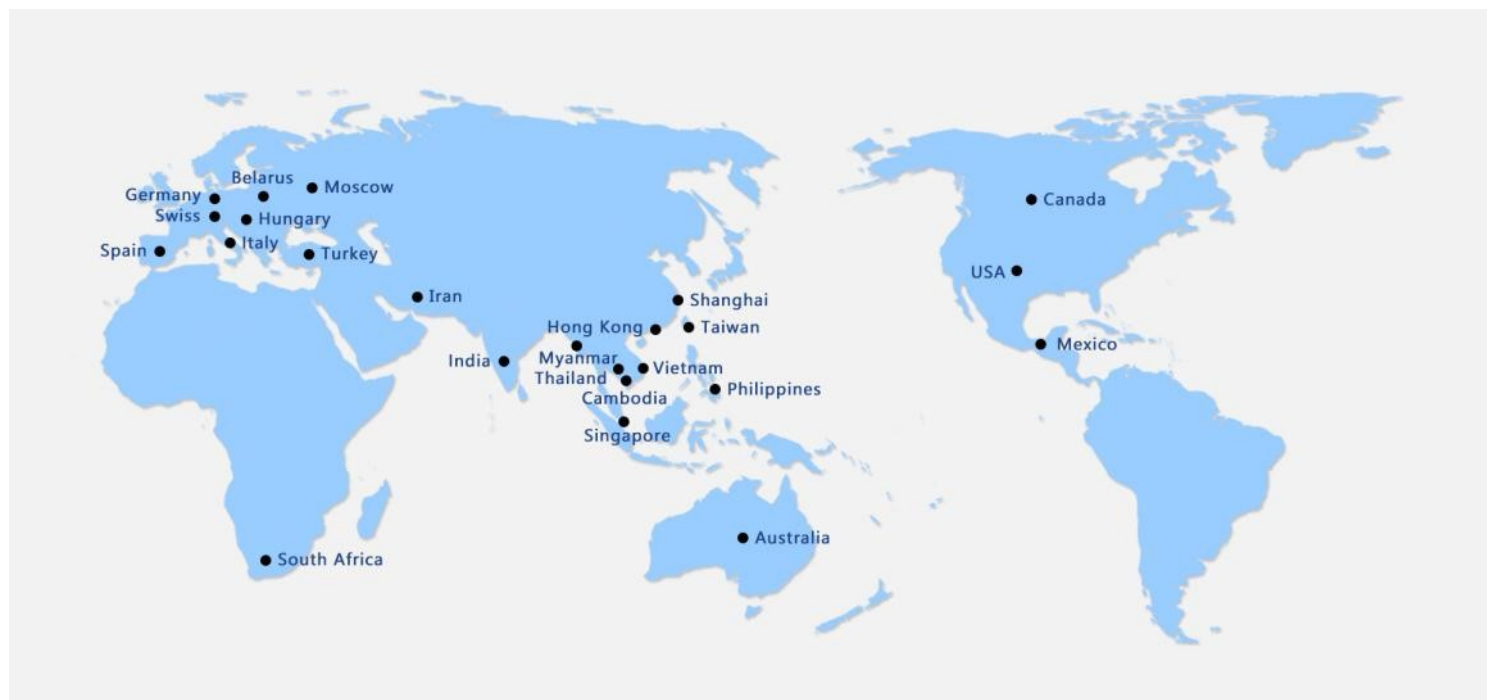 Belarus
Moscow
Germany
Swiss
Hungary
Italy
Spain
Turkey
Canada
USA
Iran
Shanghai
Hong Kong
Taiwan
Mexico
India
Myanmar
Vietnam
Thailand
Philippines
Cambodia
Singapore
Australia
South Africa